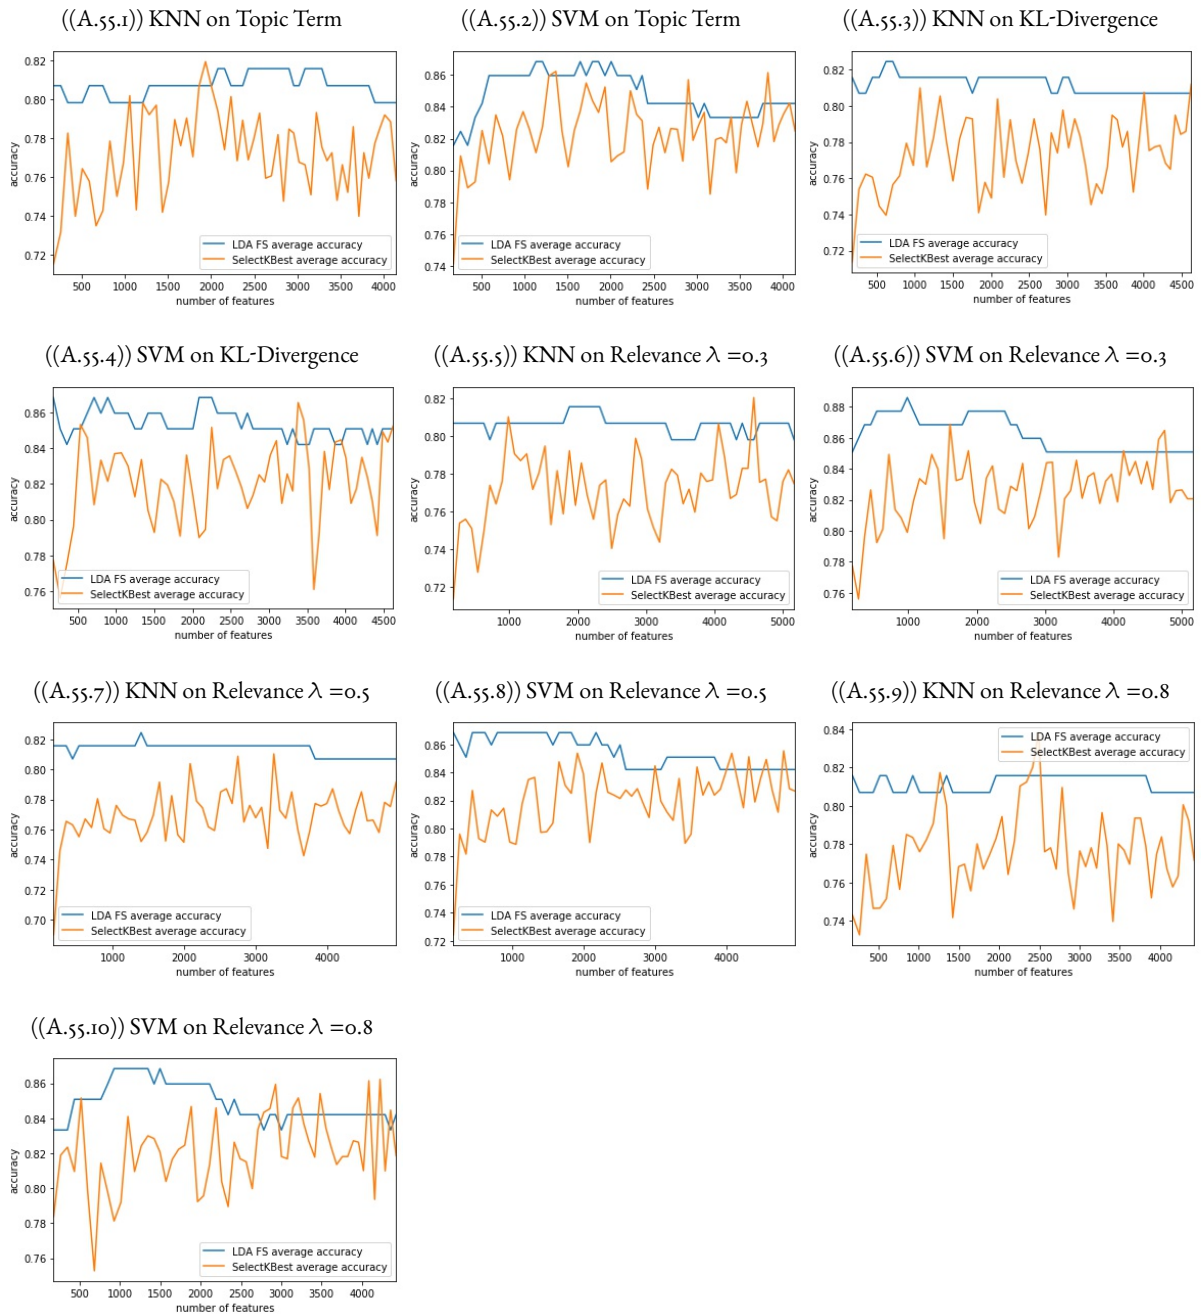 ((A.55.1)) KNN on Topic Term
((A.55.2)) SVM on Topic Term
((A.55.3)) KNN on KL-Divergence
accuracy
0.82
0.80
0.78
0.76
0.74
0.72
LDA FS average accuracy
SelectKBest average accuracy
500 1000 1500 2000 2500 3000 3500 4000
number of features
accuracy
0.86
0.84
0.82
0.80
0.78
0.76
0.74
LDA FS average accuracy
SelectKBest average accuracy
500 1000 1500 2000 2500 3000 3500 4000
number of features
accuracy
0.82
0.80
0.78
0.76
0.74
0.72
LDA FS average accuracy
SelectKBest average accuracy
500 1000 1500 2000 2500 3000 3500 4000 4500
number of features
((A.55.4)) SVM on KL-Divergence
((A.55.5)) KNN on Relevance λ =0.3
((A.55.6)) SVM on Relevance λ =0.3
accuracy
0.86
0.84
0.82
0.80
0.78
0.76
LDA FS average accuracy
SelectKBest average accuracy
500 1000 1500 2000 2500 3000 3500 4000 4500
number of features
accuracy
0.82
0.80
0.78
0.76
0.74
0.72
LDA FS average accuracy
SelectKBest average accuracy
1000 2000 3000 4000 5000
number of features
accuracy
0.88
0.86
0.84
0.82
0.80
0.78
0.76
LDA FS average accuracy
SelectKBest average accuracy
1000 2000 3000 4000 5000
number of features
((A.55.7)) KNN on Relevance λ =0.5
((A.55.8)) SVM on Relevance λ =0.5
((A.55.9)) KNN on Relevance λ =0.8
accuracy
0.82
0.80
0.78
0.76
0.74
0.72
0.70
LDA FS average accuracy
SelectKBest average accuracy
1000 2000 3000 4000
number of features
accuracy
0.86
0.84
0.82
0.80
0.78
0.76
0.74
0.72
LDA FS average accuracy
SelectKBest average accuracy
1000 2000 3000 4000
number of features
accuracy
0.84
0.82
0.80
0.78
0.76
0.74
LDA FS average accuracy
SelectKBest average accuracy
500 1000 1500 2000 2500 3000 3500 4000
number of features
((A.55.10)) SVM on Relevance λ =0.8
accuracy
0.86
0.84
0.82
0.80
0.78
0.76
LDA FS average accuracy
SelectKBest average accuracy
500 1000 1500 2000 2500 3000 3500 4000
number of features